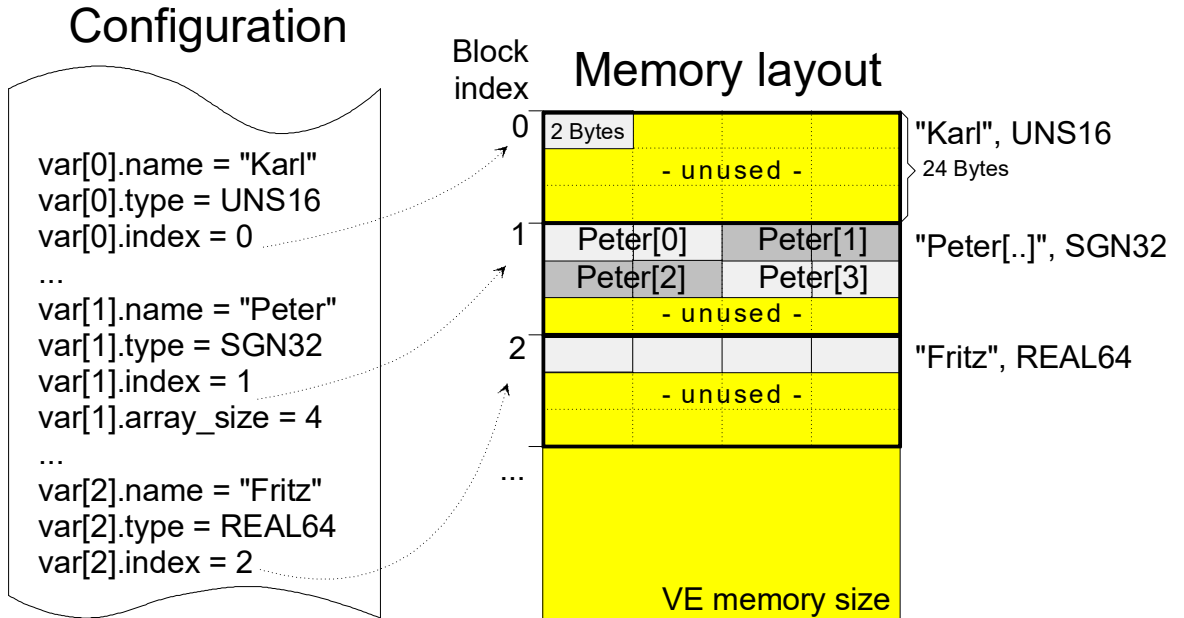 Configuration
var[0].name = "Karl"
var[0].type = UNS16
var[0].index = 0
...
var[1].name = "Peter"
var[1].type = SGN32
var[1].index = 1
var[1].array_size = 4
...
var[2].name = "Fritz"
var[2].type = REAL64
var[2].index = 2
Block
index
Memory layout
0
2 Bytes
- unused -
"Karl", UNS16
24 Bytes
1
Peter[0]
Peter[1]
Peter[2]
Peter[3]
- unused -
"Peter[..]", SGN32
2
- unused -
"Fritz", REAL64
...
VE memory size